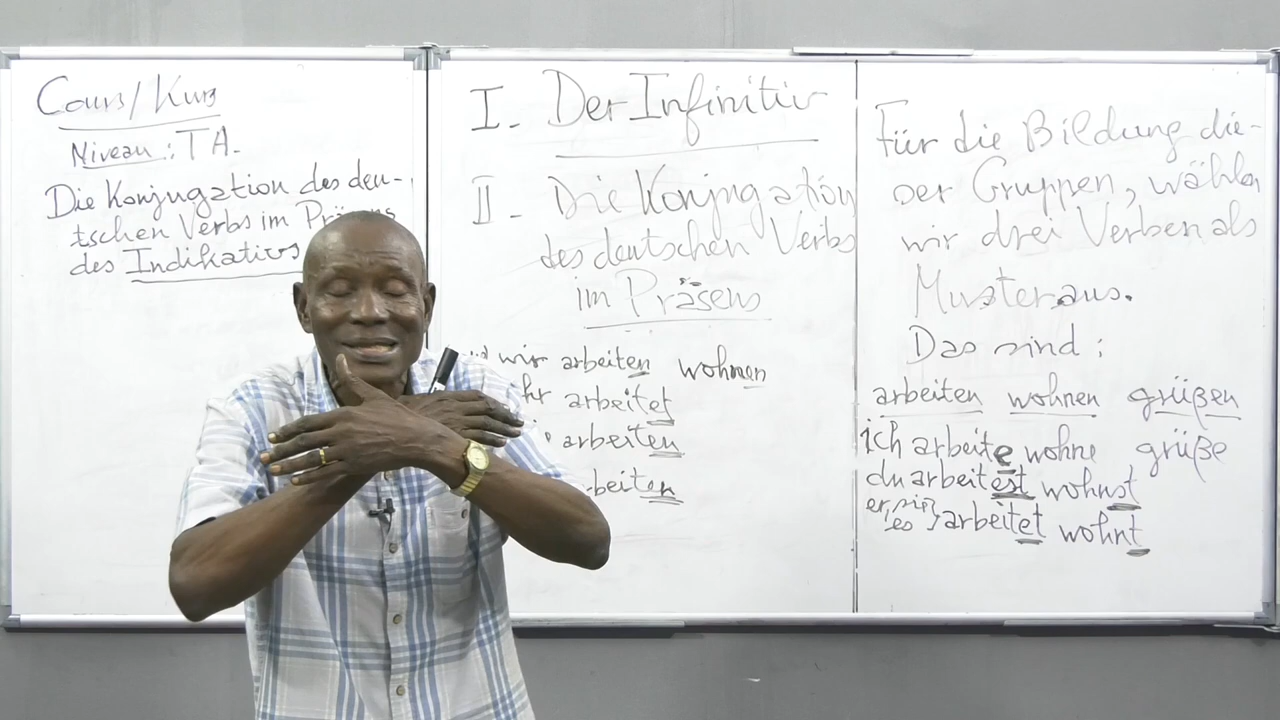 Cours/Kurs
Niveau : TA.
Die Konjugation des deu-
tschen Verbs im Präsens
des Indikativs
I. Der Infinitiv
II. Die Konjugation
des deutschen Verbs
im Präsens
wir arbeiten wohnen
arbeitet
arbeiten
Für die Bildung die-
ser Gruppen, wählen
wir drei Verben als
Muster aus.
Das sind :
arbeiten wohnen grüßen
ich arbeite wohne grüße
du arbeitest wohnst
er, sie, es } arbeitet wohnt